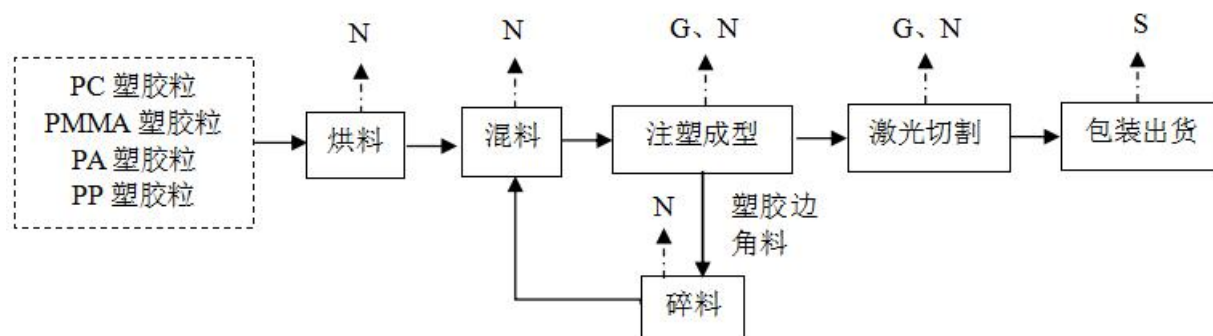 N
N
G、N
G、N
S
PC 塑胶粒
PMMA 塑胶粒
PA 塑胶粒
PP 塑胶粒
烘料
混料
注塑成型
激光切割
包装出货
N
塑胶边
角料
碎料